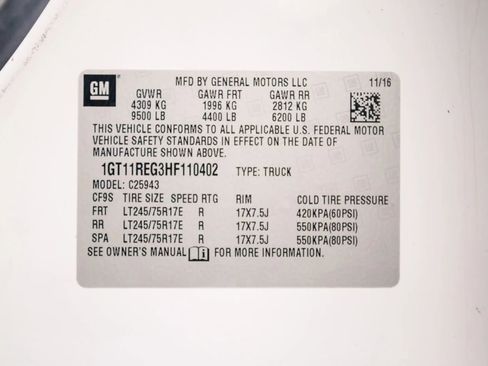 GM
MFD BY GENERAL MOTORS LLC 11/16
GVWR GAWR FRT GAWR RR
4309 KG 1996 KG 2812 KG
9500 LB 4400 LB 6200 LB
THIS VEHICLE CONFORMS TO ALL APPLICABLE U.S. FEDERAL MOTOR
VEHICLE SAFETY STANDARDS IN EFFECT ON THE DATE OF
MANUFACTURE SHOWN ABOVE.
1GT11REG3HF110402 TYPE: TRUCK
MODEL: C25943
CF9S TIRE SIZE SPEED RTG RIM COLD TIRE PRESSURE
FRT LT245/75R17E R 17X7.5J 420KPA(60PSI)
RR LT245/75R17E R 17X7.5J 550KPA(80PSI)
SPA LT245/75R17E R 17X7.5J 550KPA(80PSI)
SEE OWNER'S MANUAL FOR MORE INFORMATION.